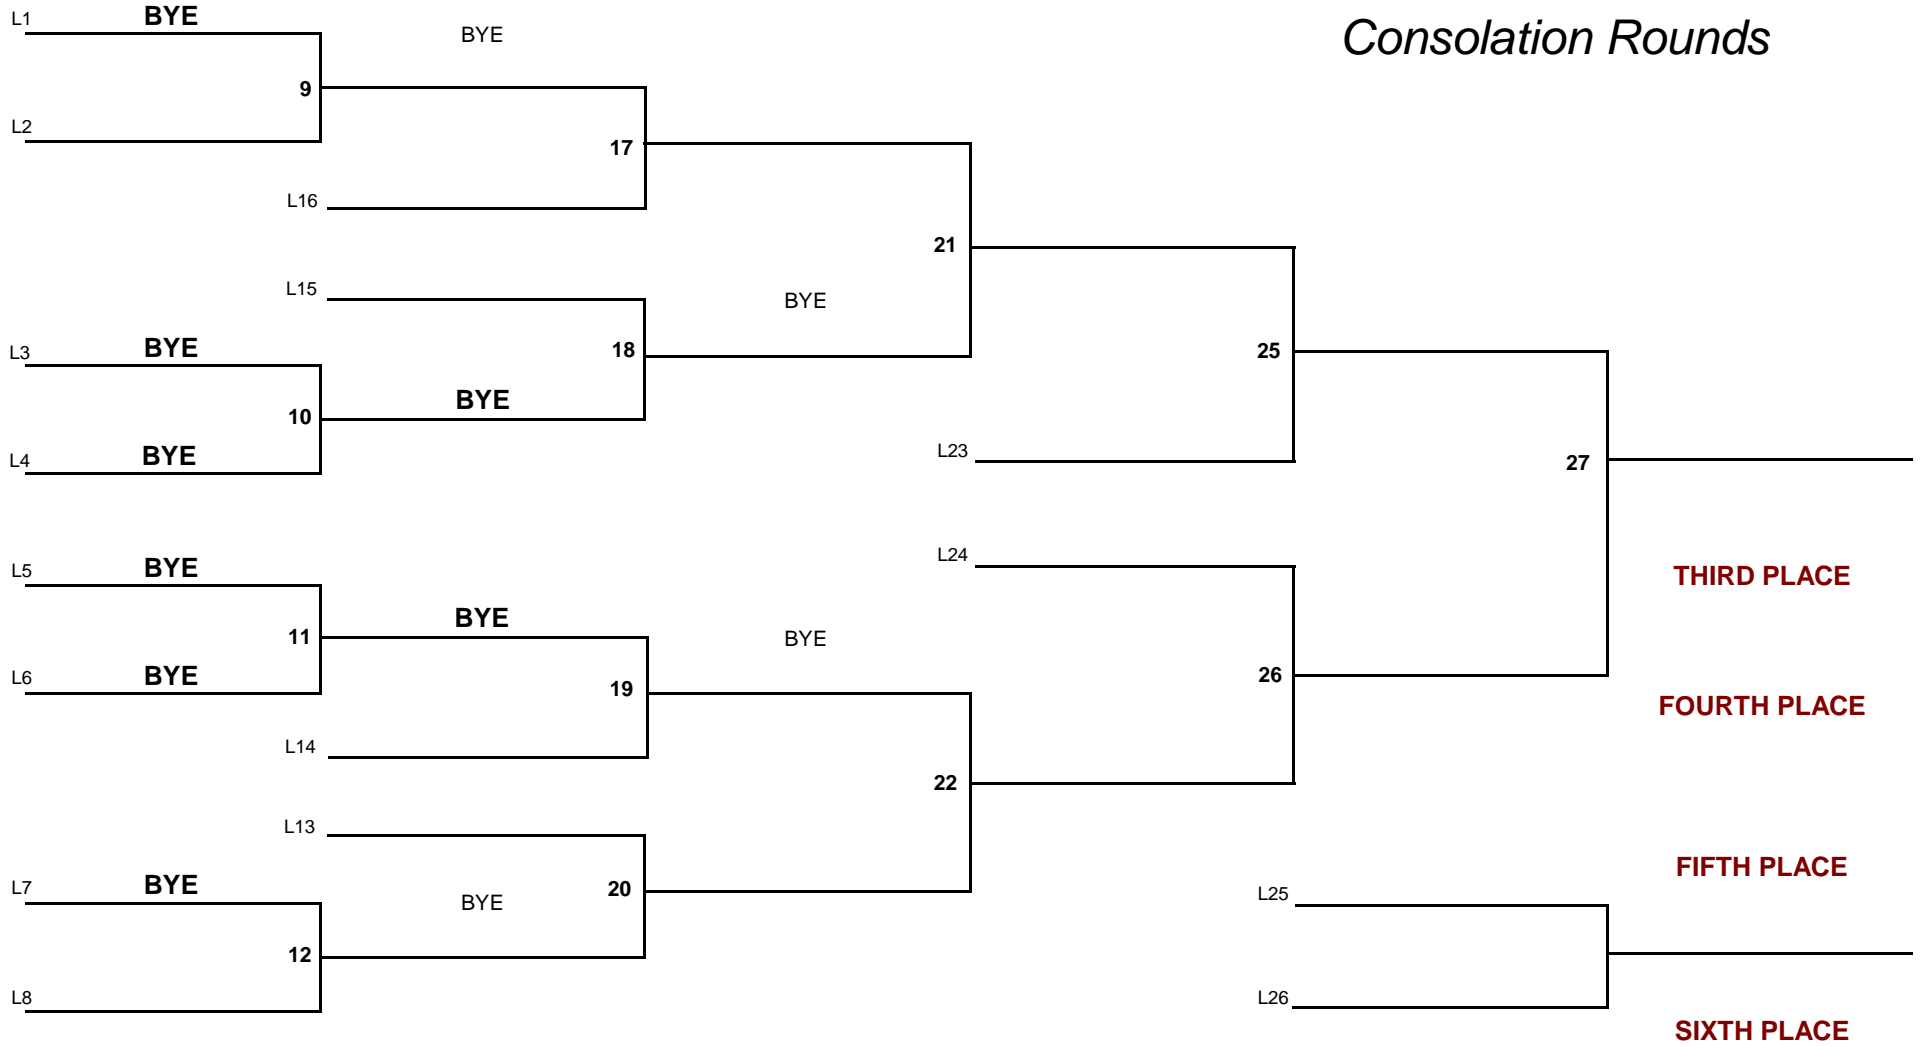 L1 BYE
BYE
Consolation Rounds
9
L2
17
L16
21
L15
BYE
L3 BYE
18
25
BYE
10
L4 BYE
L23
27
L24
L5 BYE
THIRD PLACE
BYE
11
BYE
L6 BYE
19
26
FOURTH PLACE
L14
22
L13
FIFTH PLACE
L7 BYE
20
L25
BYE
12
L8
L26
SIXTH PLACE